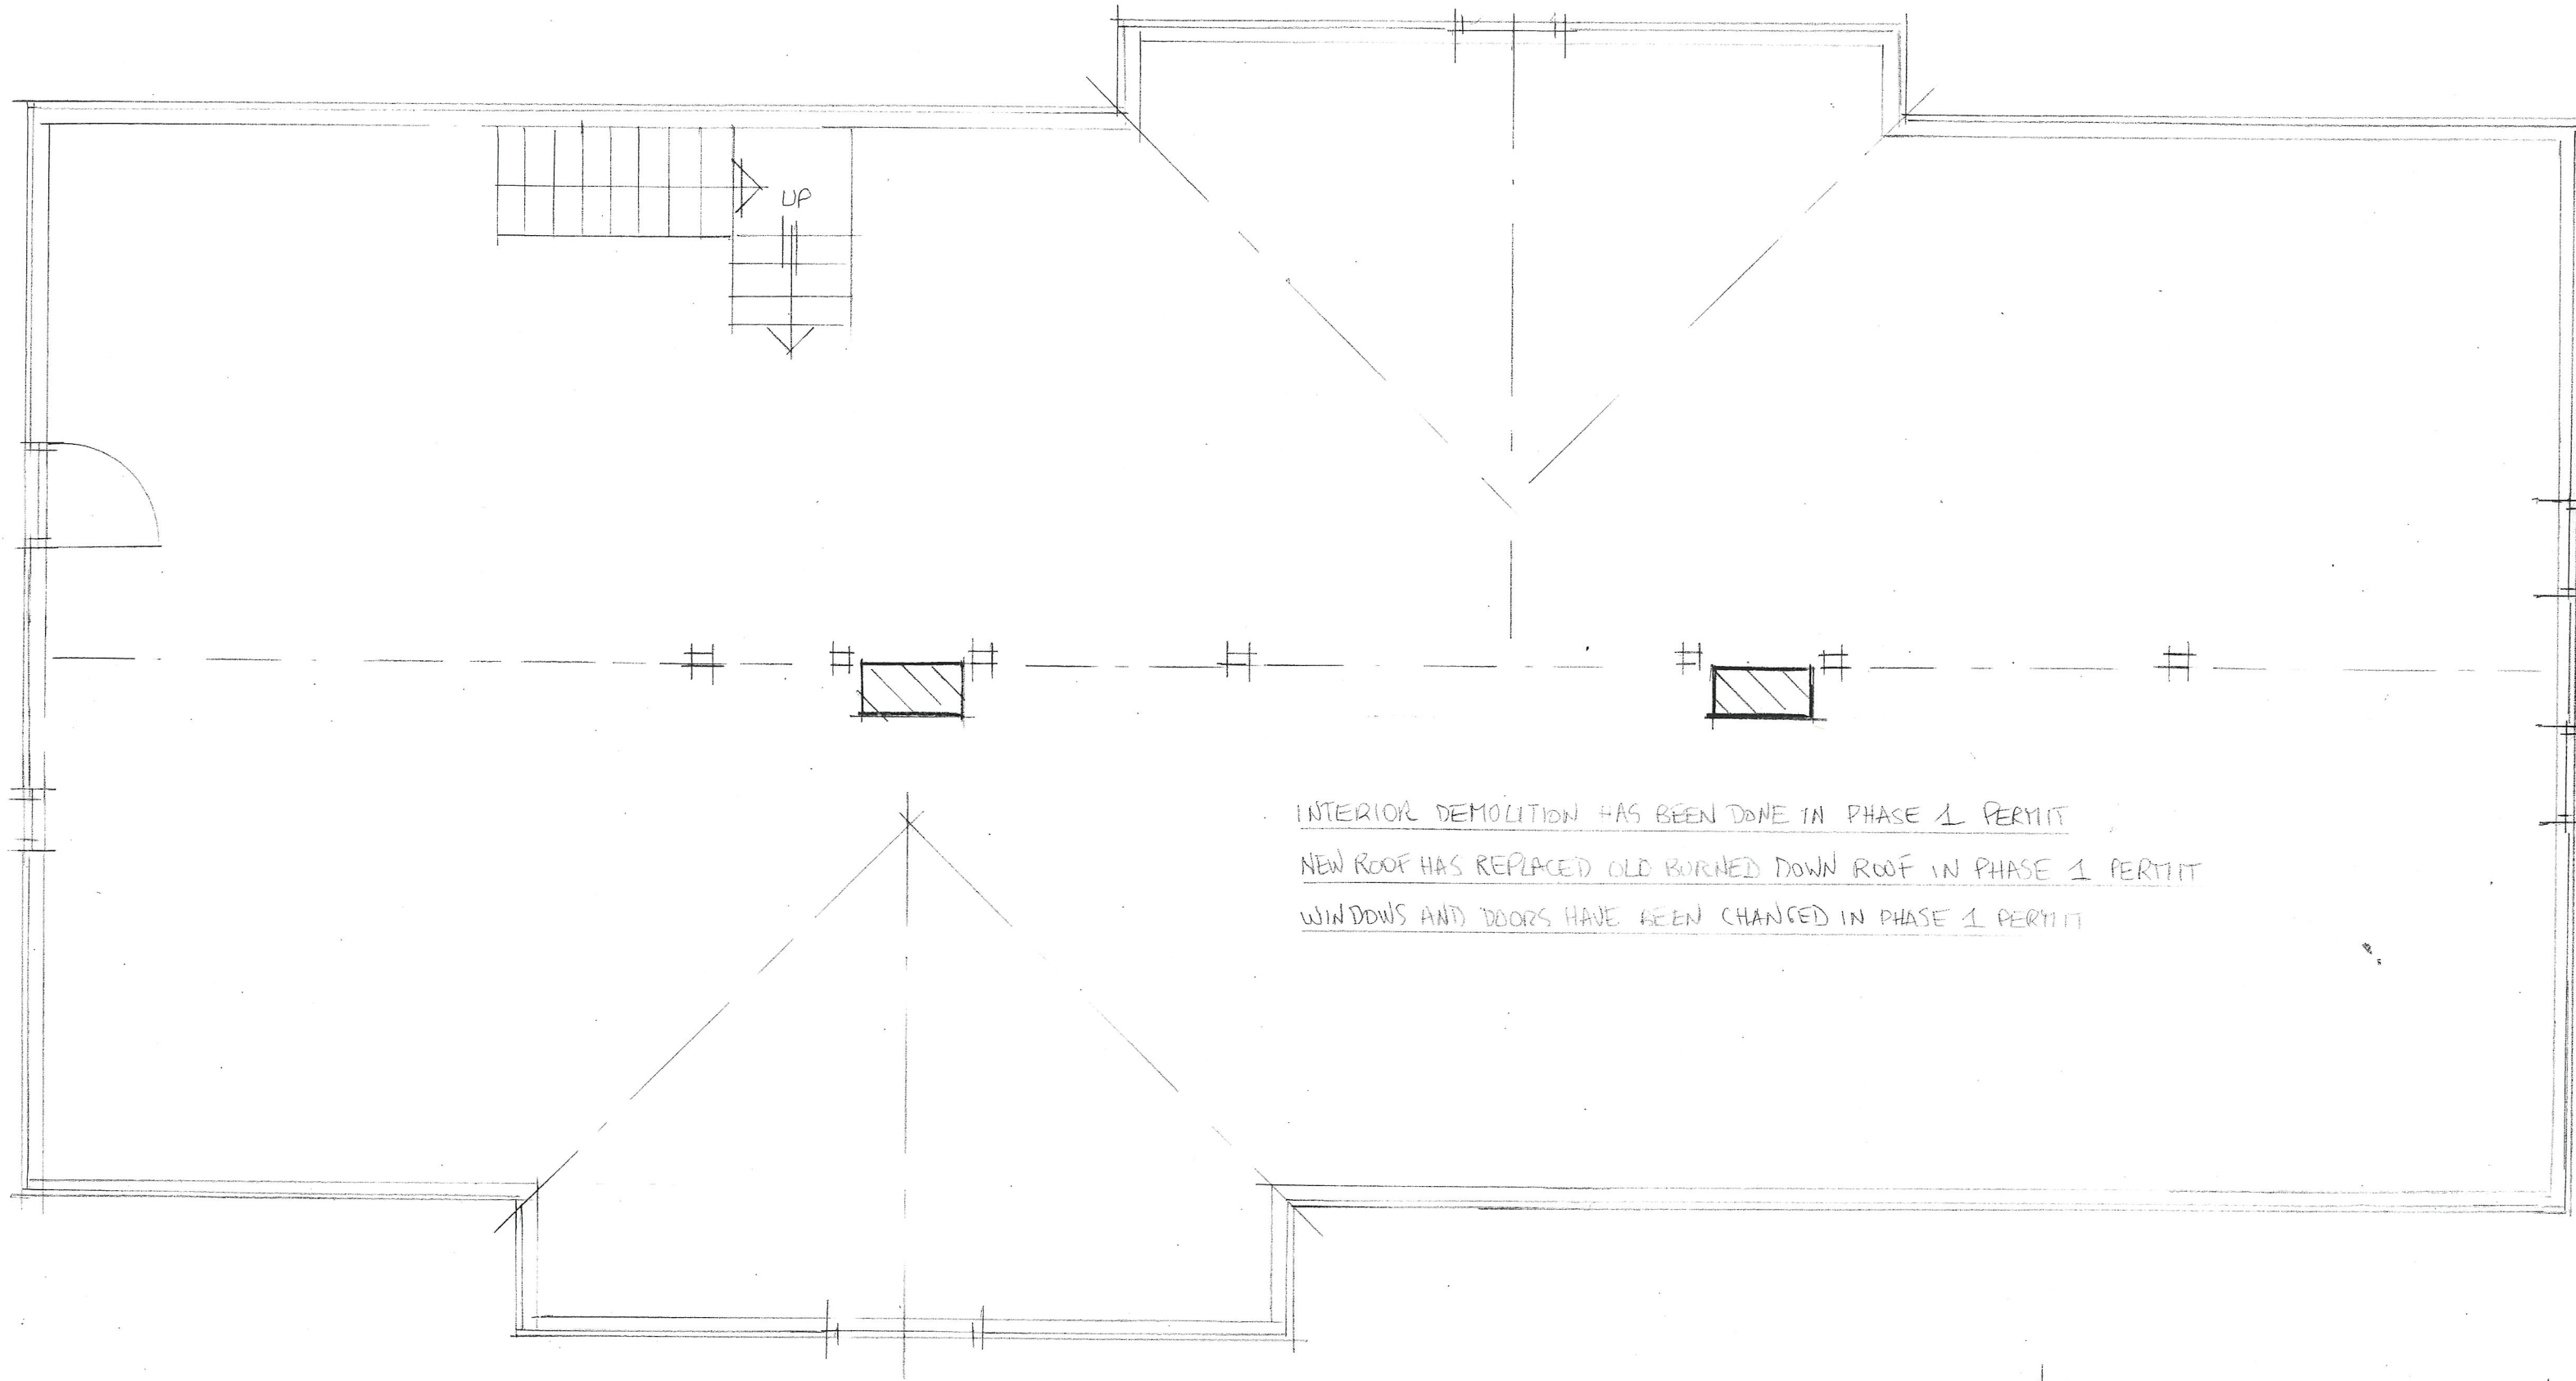 UP
INTERIOR DEMOLITION HAS BEEN DONE IN PHASE 1 PERMIT
NEW ROOF HAS REPLACED OLD BURNED DOWN ROOF IN PHASE 1 PERMIT
WINDOWS AND DOORS HAVE BEEN CHANGED IN PHASE 1 PERMIT